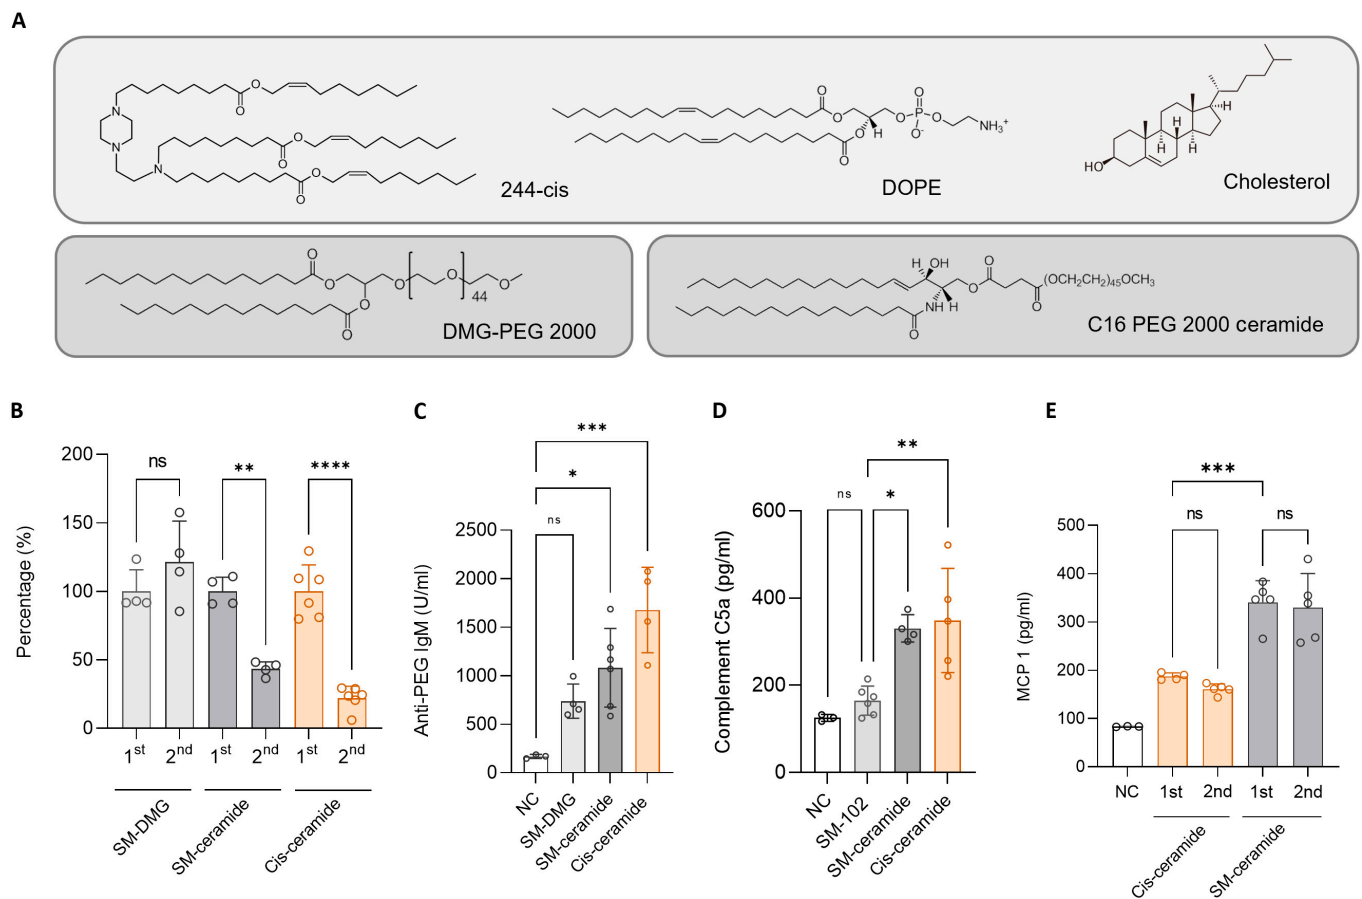 A
N
N
N
O
O
O
O
O
O
244-cis
O
O
O
O
H
O
P
O
O⁻
O
NH₃⁺
DOPE
HO
H
H
H
H
Cholesterol
O
O
O
O
O
O
O
44
DMG-PEG 2000
H
OH
O
O
O
(OCH₂CH₂)₄₅OCH₃
NH
H
O
C16 PEG 2000 ceramide
B
Percentage (%)
200
150
100
50
0
ns
**
****
1st
2nd
1st
2nd
1st
2nd
SM-DMG
SM-ceramide
Cis-ceramide
C
Anti-PEG IgM (U/ml)
2500
2000
1500
1000
500
0
***
*
ns
NC
SM-DMG
SM-ceramide
Cis-ceramide
D
Complement C5a (pg/ml)
600
400
200
0
**
ns
*
NC
SM-102
SM-ceramide
Cis-ceramide
E
MCP 1 (pg/ml)
500
400
300
200
100
0
***
ns
ns
NC
1st
2nd
1st
2nd
Cis-ceramide
SM-ceramide